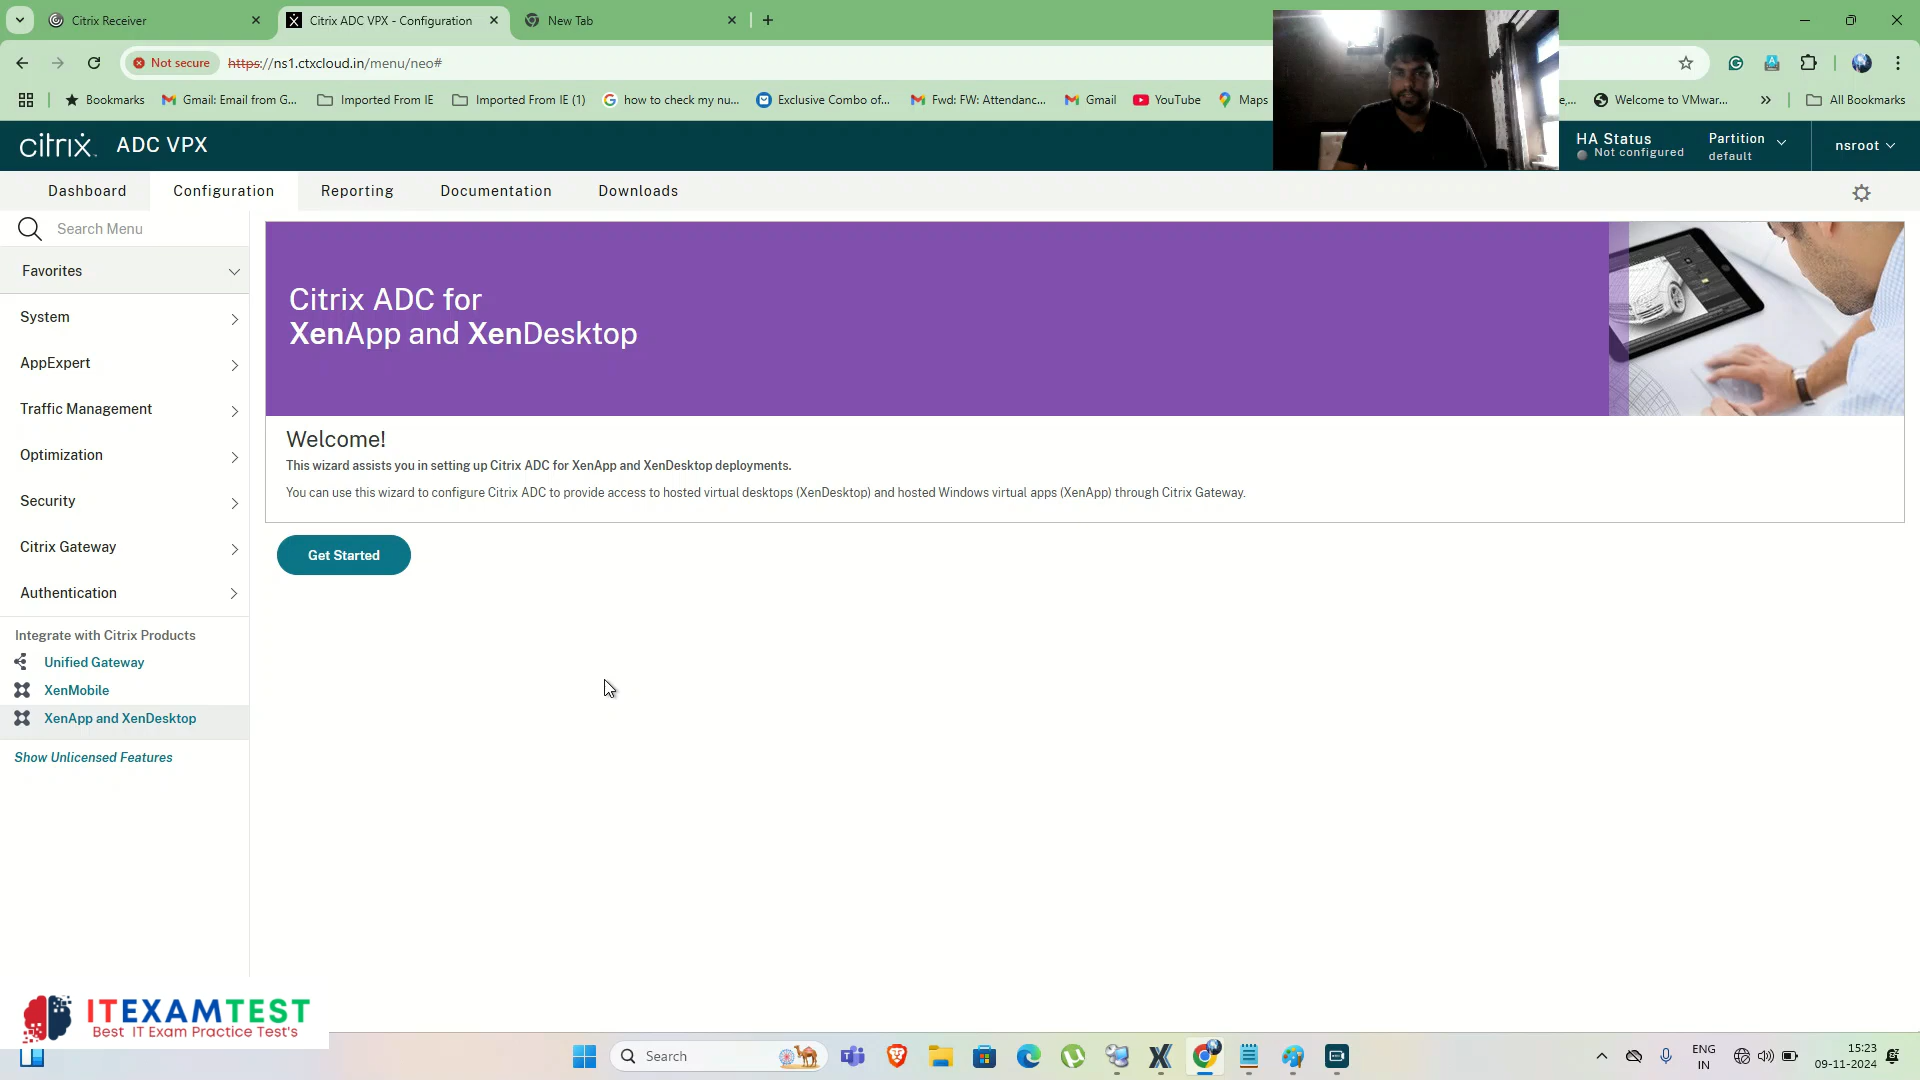 Citrix Receiver
Citrix ADC VPX - Configuration
New Tab
Not secure
https://ns1.ctxcloud.in/menu/neo#
Bookmarks
Gmail: Email from G...
Imported From IE
Imported From IE (1)
how to check my nu...
Exclusive Combo of...
Fwd: FW: Attendanc...
Gmail
YouTube
Maps
e,...
Welcome to VMwar...
All Bookmarks
citrix.
ADC VPX
HA Status
Not configured
Partition
default
nsroot
Dashboard
Configuration
Reporting
Documentation
Downloads
Search Menu
Favorites
System
AppExpert
Traffic Management
Optimization
Security
Citrix Gateway
Authentication
Integrate with Citrix Products
Unified Gateway
XenMobile
XenApp and XenDesktop
Show Unlicensed Features
Citrix ADC for
XenApp and XenDesktop
Welcome!
This wizard assists you in setting up Citrix ADC for XenApp and XenDesktop deployments.
You can use this wizard to configure Citrix ADC to provide access to hosted virtual desktops (XenDesktop) and hosted Windows virtual apps (XenApp) through Citrix Gateway.
Get Started
ITEXAMTEST
Best IT Exam Practice Test's
Search
ENG
IN
15:23
09-11-2024